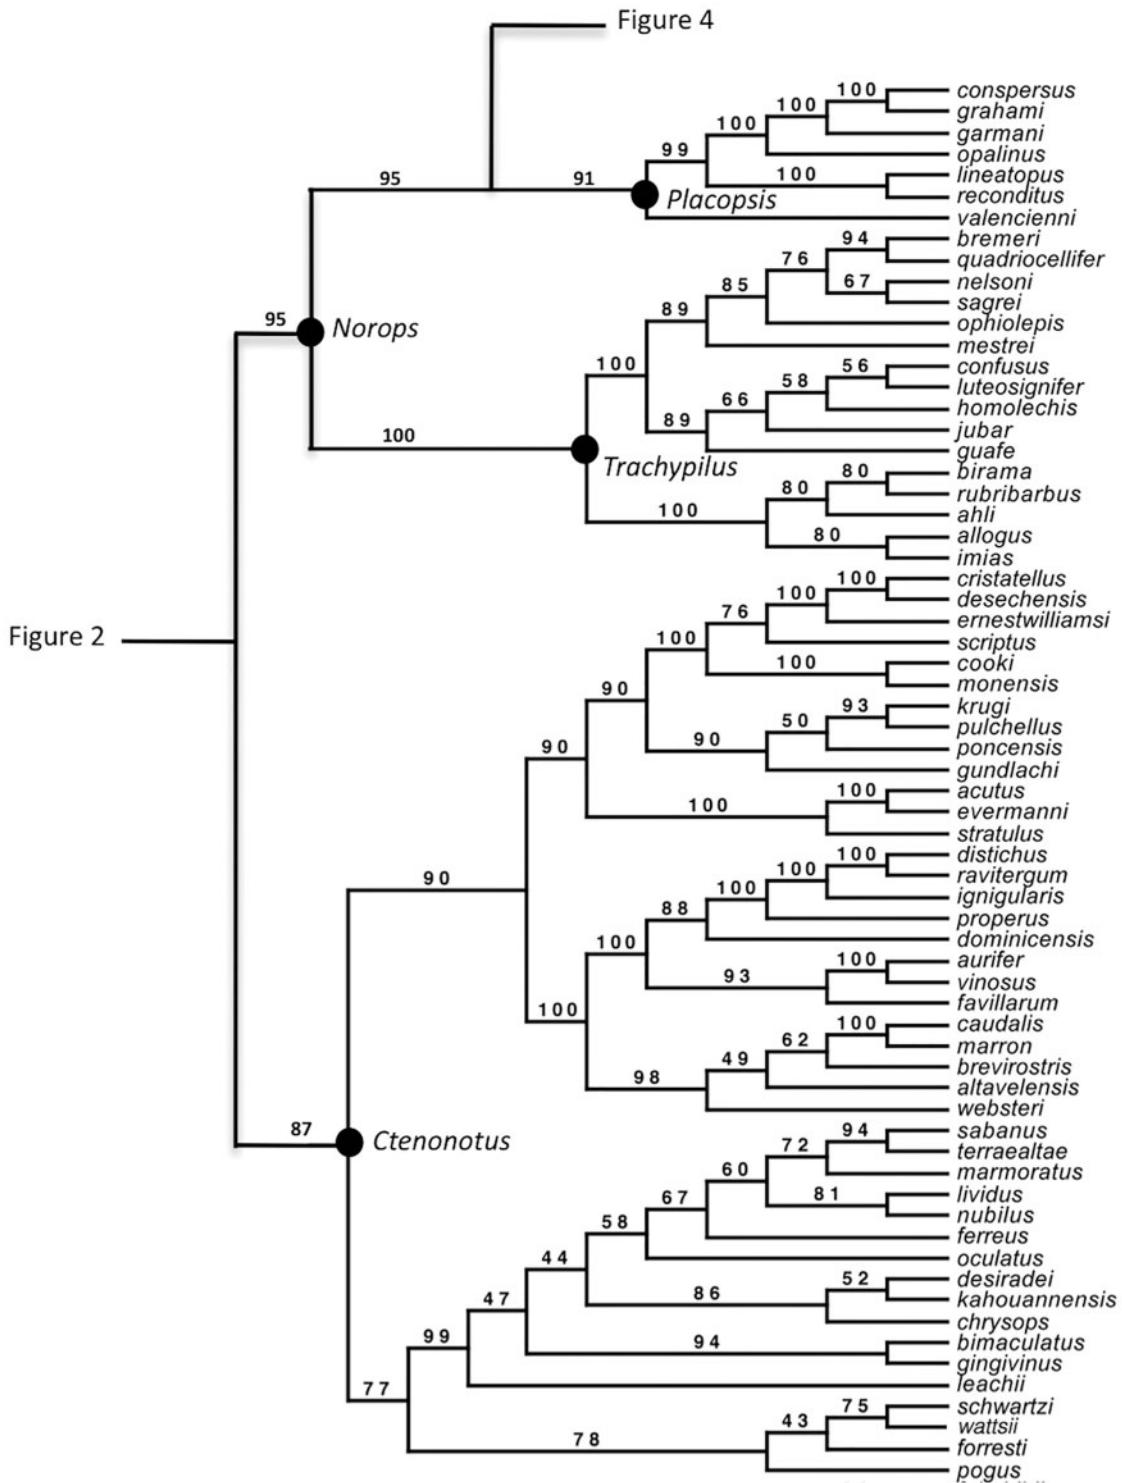 Figure 4
100 conspersus
100 grahami
100 garmani
99 opalinus
95 91 100 lineatopus
reconditus
Placopsis
valencienni
94 bremeri
76 quadriocellifer
85 67 nelsoni
89 sagrei
95 ophiolepis
Norops
mestrei
100 56 confusus
58 luteosignifer
66 homolechis
89 jubar
100 guafe
Trachypilus
80 birama
80 rubribarbus
100 ahli
80 allogus
imias
100 cristatellus
100 desechensis
76 ernestwilliamsi
Figure 2
100 scriptus
100 cooki
90 monensis
93 krugi
50 pulchellus
90 90 poncensis
gundlachi
100 acutus
100 evermanni
stratulus
100 distichus
100 ravitergum
90 100 ignigularis
88 properus
100 dominicensis
100 aurifer
93 vinosus
100 favillarum
100 caudalis
62 marron
49 brevirostris
98 altavelensis
websteri
87 94 sabanus
Ctenonotus
72 terraealtae
60 marmoratus
67 81 lividus
58 nubilus
ferreus
44 oculatus
52 desiradei
47 86 kahouannensis
99 chrysops
94 bimaculatus
gingivinus
77 leachii
75 schwartzi
43 wattsii
78 forresti
pogus